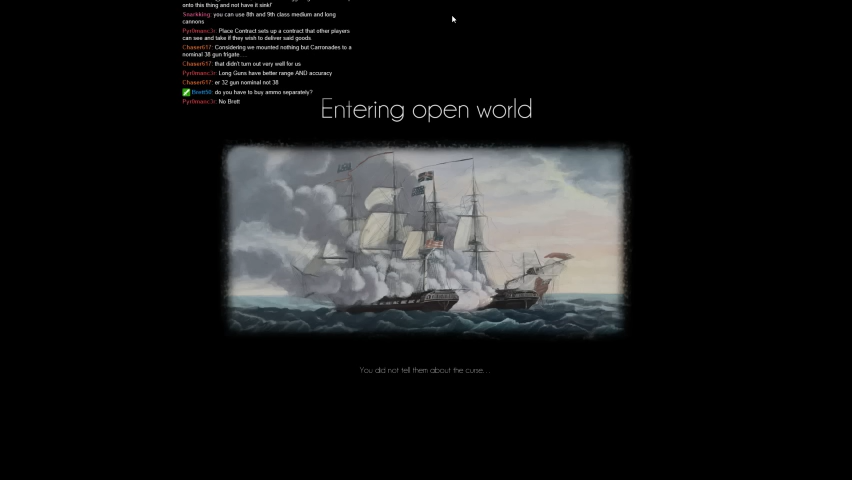 onto this thing and not have it sink!'
Snarkking: you can use 8th and 9th class medium and long
cannons
Pyr0manc3r: Place Contract sets up a contract that other players
can see and take if they wish to deliver said goods.
Chaser617: Considering we mounted nothing but Carronades to a
nominal 38 gun frigate. ...
Chaser617: that didn't turn out very well for us
Pyr0manc3r: Long Guns have better range AND accuracy
Chaser617: er 32 gun nominal not 38
Brett50: do you have to buy ammo separately?
Pyr0manc3r: No Brett
Entering open world
You did not tell them about the curse....